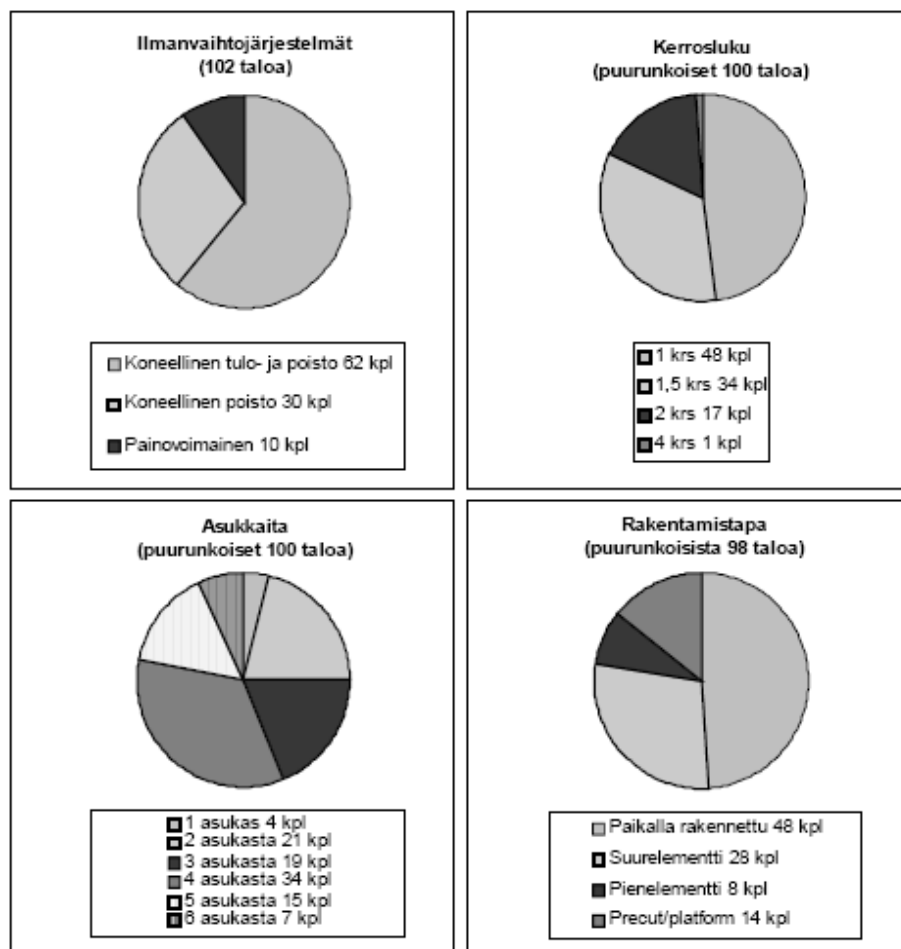 Ilmanvaihtojärjestelmät
(102 taloa)
Koneellinen tulo- ja poisto 62 kpl
Koneellinen poisto 30 kpl
Painovoimainen 10 kpl
Kerrosluku
(puurunkoiset 100 taloa)
1 krs 48 kpl
1,5 krs 34 kpl
2 krs 17 kpl
4 krs 1 kpl
Asukkaita
(puurunkoiset 100 taloa)
1 asukas 4 kpl
2 asukasta 21 kpl
3 asukasta 19 kpl
4 asukasta 34 kpl
5 asukasta 15 kpl
6 asukasta 7 kpl
Rakentamistapa
(puurunkoisista 98 taloa)
Paikalla rakennettu 48 kpl
Suurelementti 28 kpl
Pienelementti 8 kpl
Precut/platform 14 kpl